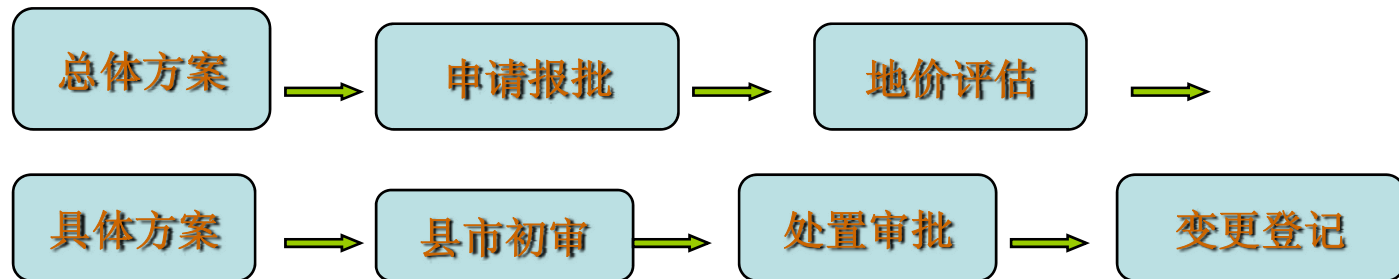 总体方案
申请报批
地价评估
具体方案
县市初审
处置审批
变更登记